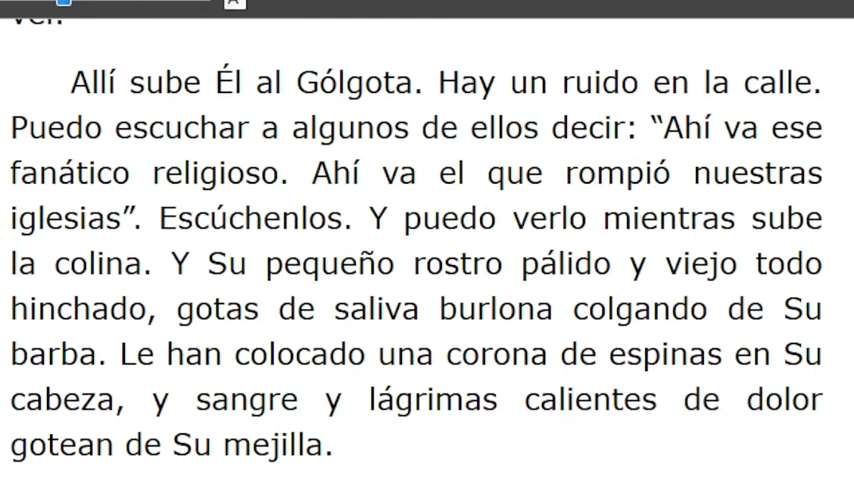 ver.
Allí sube Él al Gólgota. Hay un ruido en la calle.
Puedo escuchar a algunos de ellos decir: “Ahí va ese
fanático religioso. Ahí va el que rompió nuestras
iglesias”. Escúchenlos. Y puedo verlo mientras sube
la colina. Y Su pequeño rostro pálido y viejo todo
hinchado, gotas de saliva burlona colgando de Su
barba. Le han colocado una corona de espinas en Su
cabeza, y sangre y lágrimas calientes de dolor
gotean de Su mejilla.